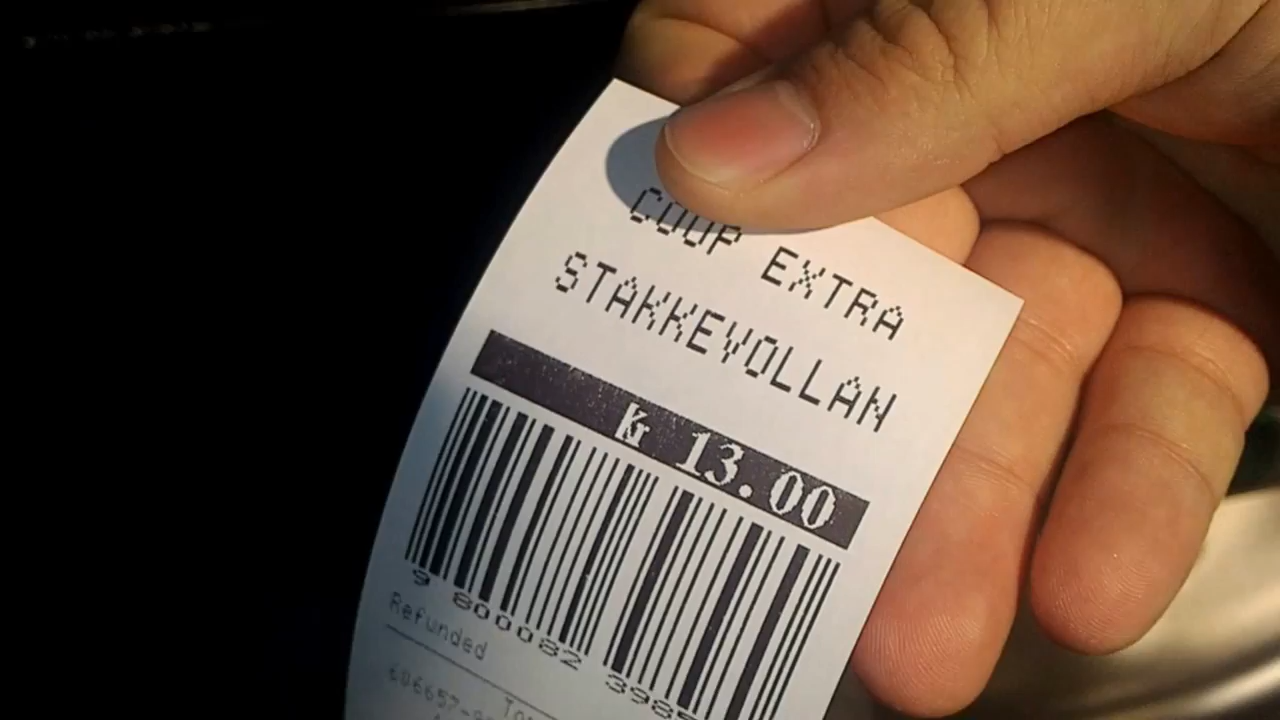 COOP EXTRA
STAKKEVOLLAN
kr 13.00
9 800082 3985
Refunded